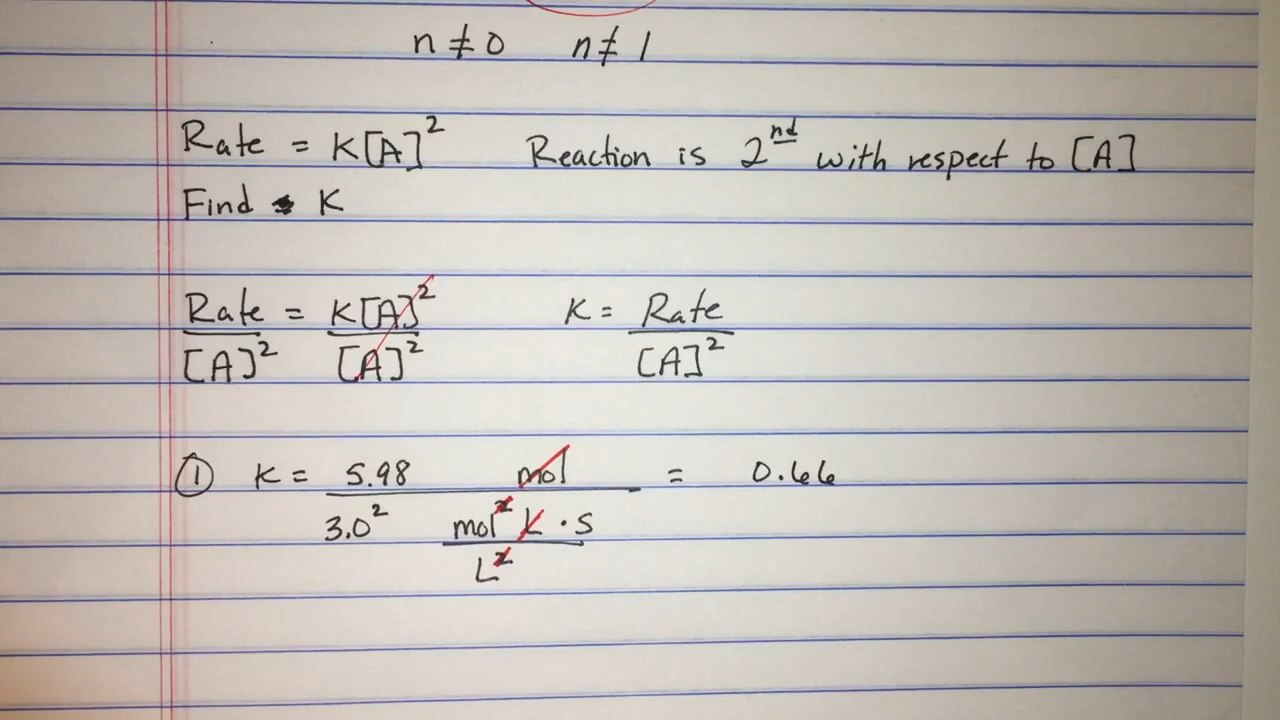 n ≠ 0 n ≠ 1
Rate = K[A]² Reaction is 2nd with respect to [A]
Find K
Rate = K[A]² K = Rate
[A]² [A]² [A]²
① K = 5.98 mol = 0.66
3.0² mol² L · s
L²